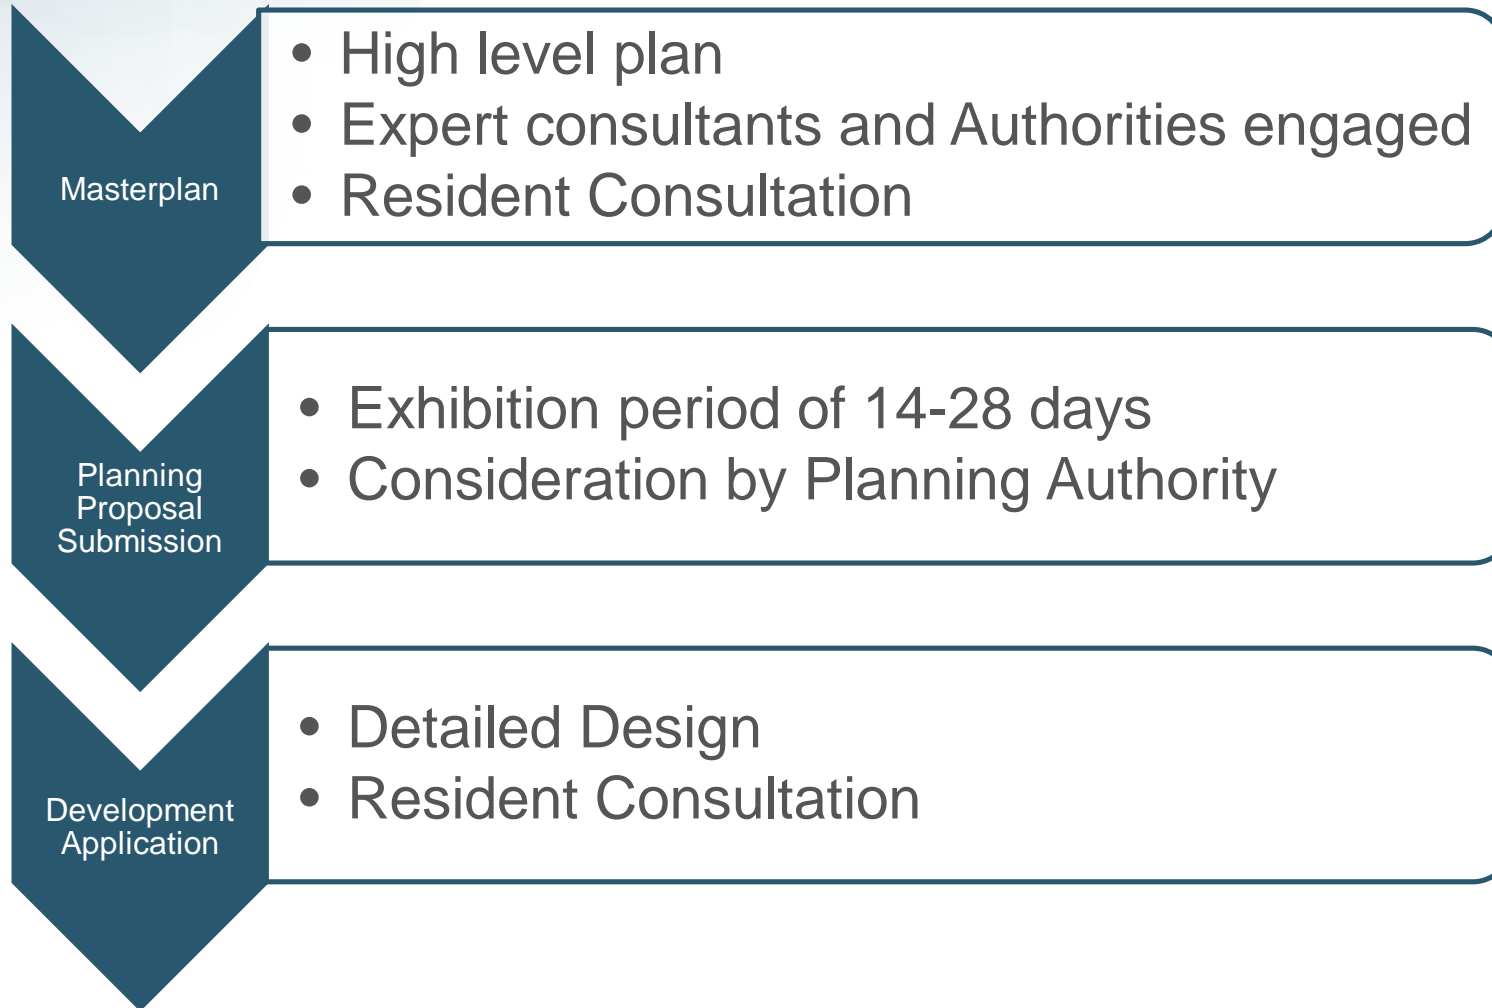 Masterplan
• High level plan
• Expert consultants and Authorities engaged
• Resident Consultation
Planning
Proposal
Submission
• Exhibition period of 14-28 days
• Consideration by Planning Authority
Development
Application
• Detailed Design
• Resident Consultation